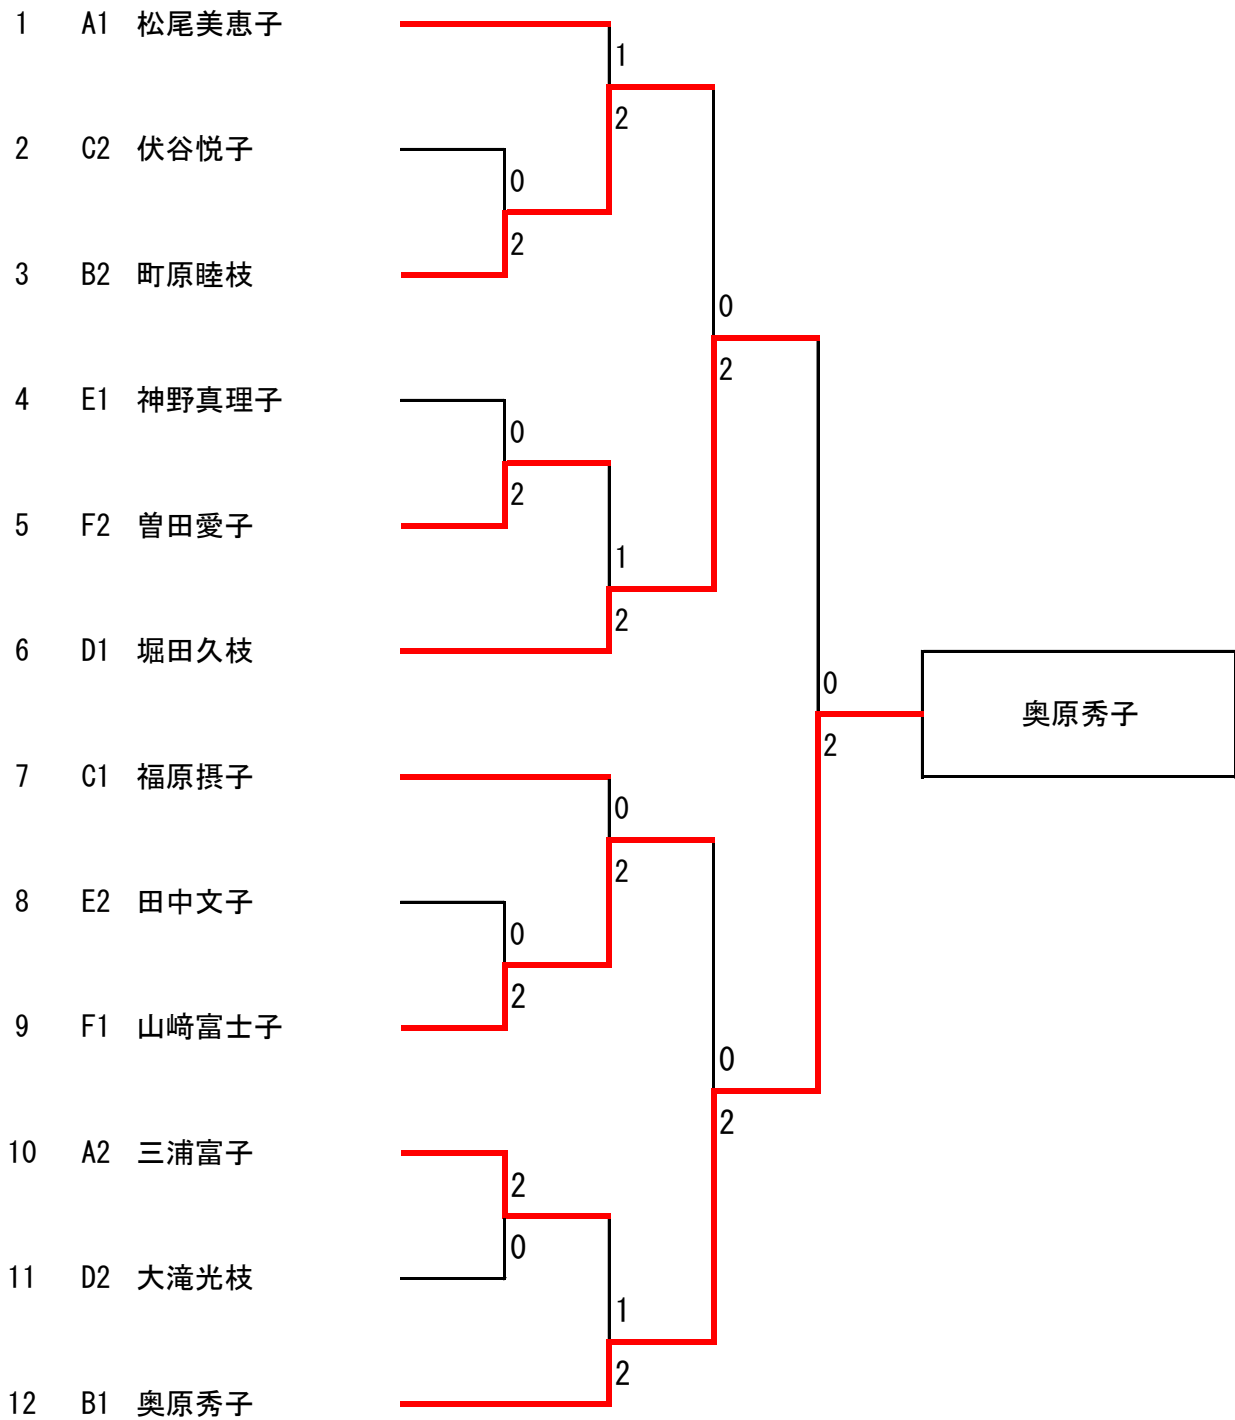 1 A1 松尾美恵子
1
2
2 C2 伏谷悦子
0
2
3 B2 町原睦枝
0
2
4 E1 神野真理子
0
2
5 F2 曽田愛子
1
2
6 D1 堀田久枝
0
奥原秀子
2
7 C1 福原摂子
0
2
8 E2 田中文子
0
2
9 F1 山﨑富士子
0
2
10 A2 三浦富子
2
0
11 D2 大滝光枝
1
2
12 B1 奥原秀子